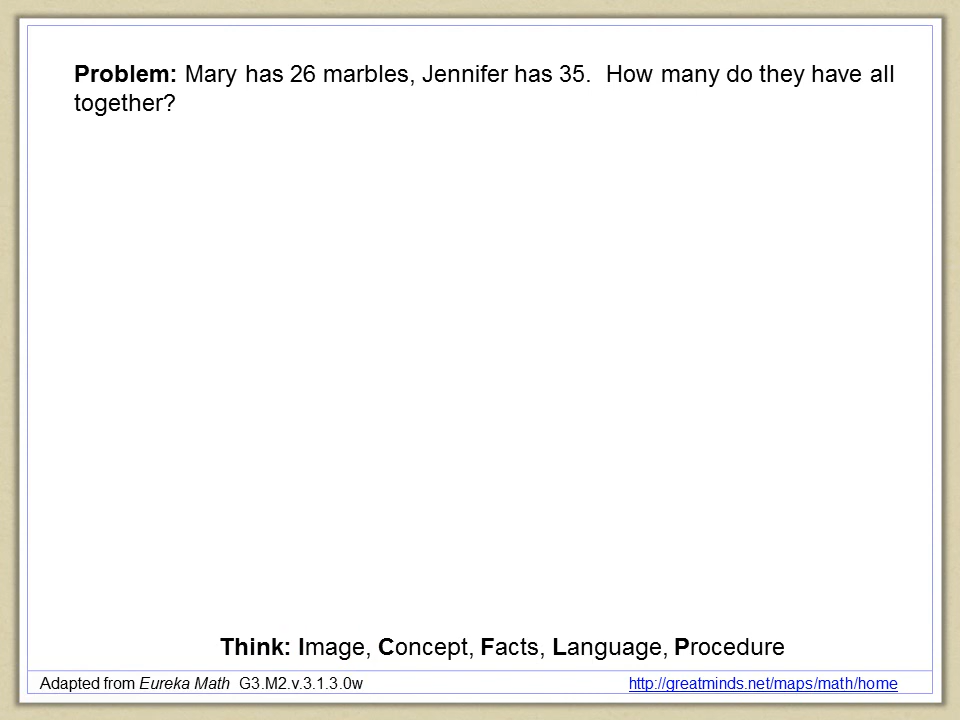 Problem: Mary has 26 marbles, Jennifer has 35.  How many do they have all
together?
Think: Image, Concept, Facts, Language, Procedure
Adapted from Eureka Math  G3.M2.v.3.1.3.0w
http://greatminds.net/maps/math/home